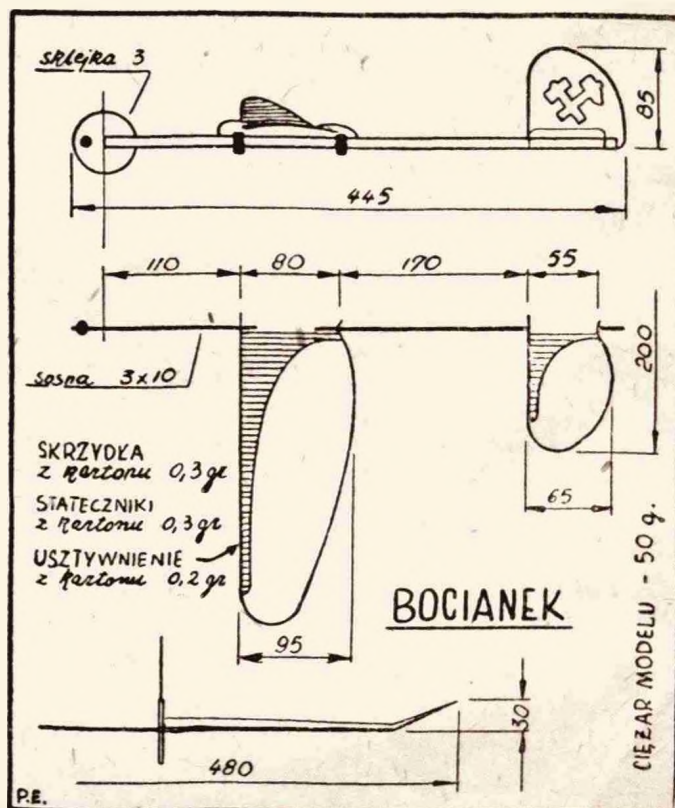 sklejka 3
85
445
110 80 170 55
200
sosna 3x10
SKRZYDŁA
z kartonu 0,3 gr
STATECZNIKI
z kartonu 0,3 gr
USZTYWNIENIE
z kartonu 0,2 gr
65
BOCIANEK
95
CIĘŻAR MODELU - 50 g.
30
480
P.E.